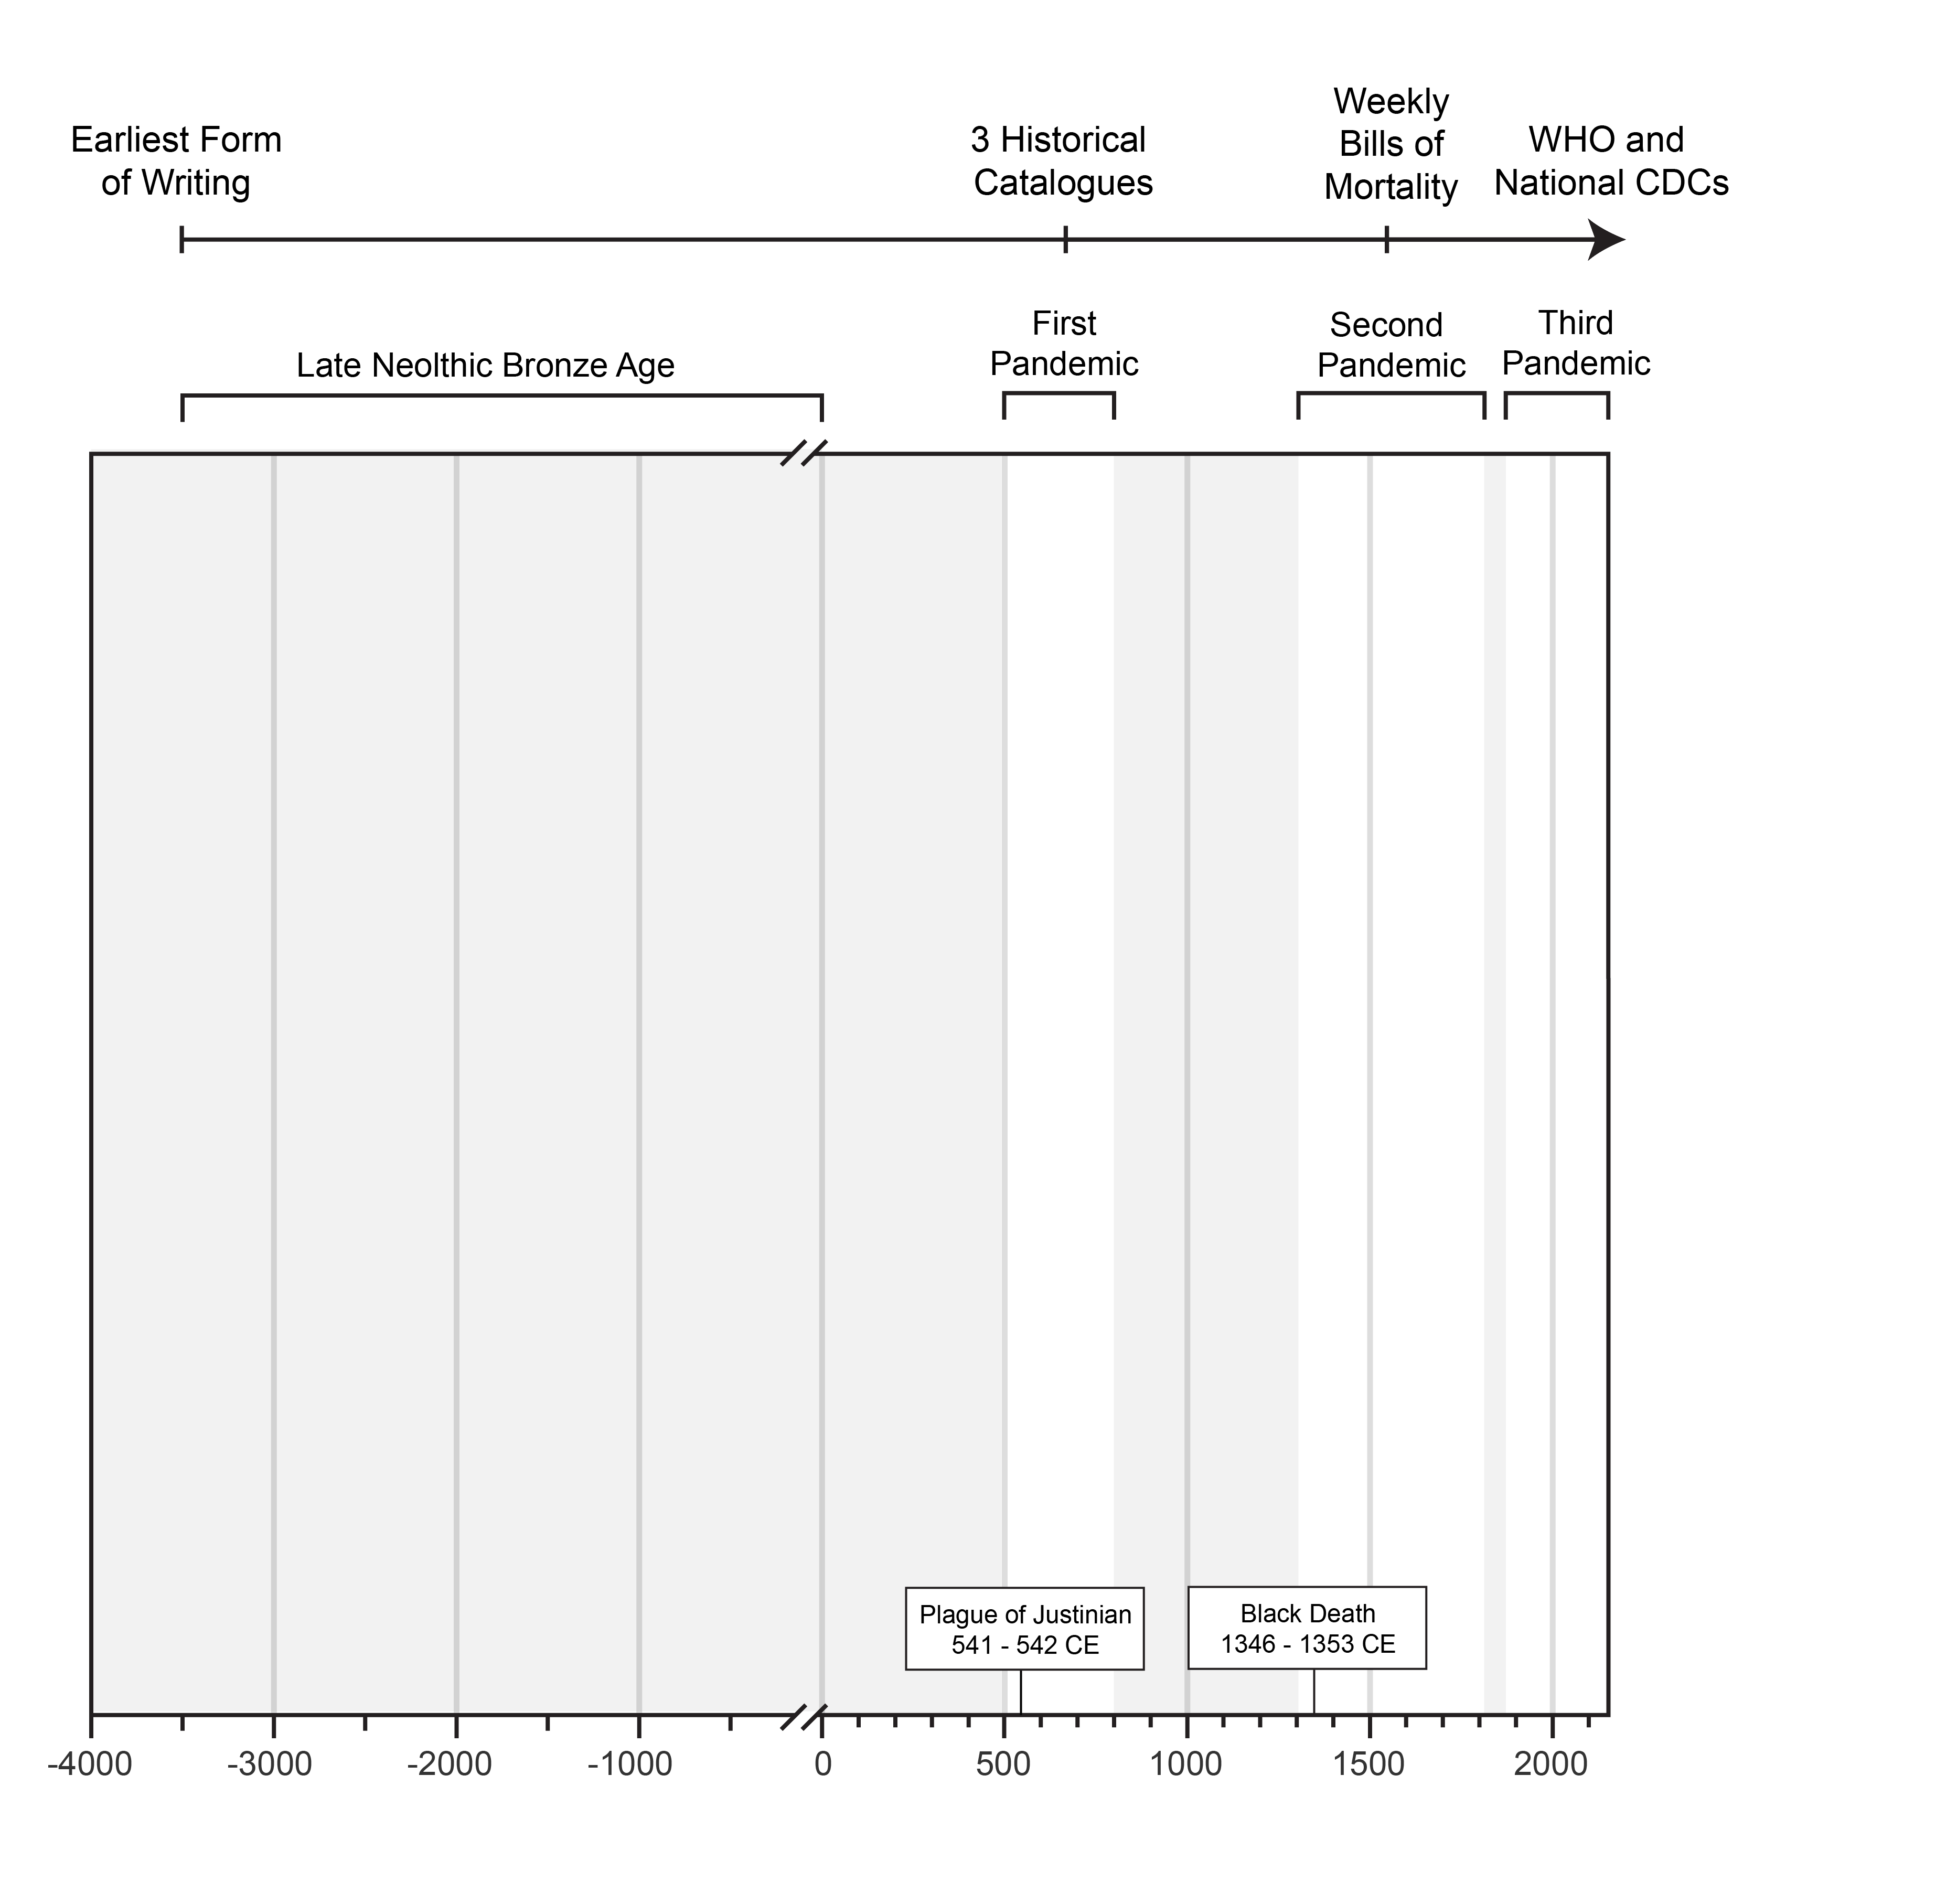 Earliest Form
of Writing
3 Historical
Catalogues
Weekly
Bills of
Mortality
WHO and
National CDCs
Late Neolthic Bronze Age
First
Pandemic
Second
Pandemic
Third
Pandemic
Plague of Justinian
541 - 542 CE
Black Death
1346 - 1353 CE
-4000 -3000 -2000 -1000 0 500 1000 1500 2000